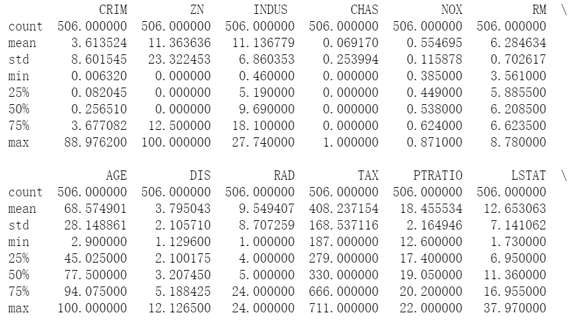 CRIM ZN INDUS CHAS NOX RM \
count 506.000000 506.000000 506.000000 506.000000 506.000000 506.000000
mean 3.613524 11.363636 11.136779 0.069170 0.554695 6.284634
std 8.601545 23.322453 6.860353 0.253994 0.115878 0.702617
min 0.006320 0.000000 0.460000 0.000000 0.385000 3.561000
25% 0.082045 0.000000 5.190000 0.000000 0.449000 5.885500
50% 0.256510 0.000000 9.690000 0.000000 0.538000 6.208500
75% 3.677082 12.500000 18.100000 0.000000 0.624000 6.623500
max 88.976200 100.000000 27.740000 1.000000 0.871000 8.780000
AGE DIS RAD TAX PTRATIO LSTAT \
count 506.000000 506.000000 506.000000 506.000000 506.000000 506.000000
mean 68.574901 3.795043 9.549407 408.237154 18.455534 12.653063
std 28.148861 2.105710 8.707259 168.537116 2.164946 7.141062
min 2.900000 1.129600 1.000000 187.000000 12.600000 1.730000
25% 45.025000 2.100175 4.000000 279.000000 17.400000 6.950000
50% 77.500000 3.207450 5.000000 330.000000 19.050000 11.360000
75% 94.075000 5.188425 24.000000 666.000000 20.200000 16.955000
max 100.000000 12.126500 24.000000 711.000000 22.000000 37.970000